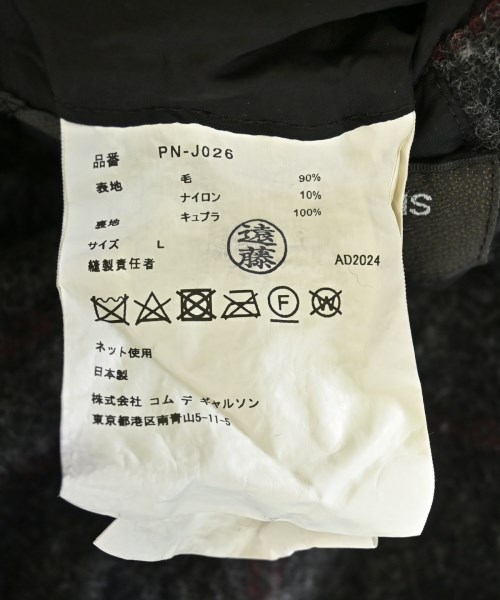 品番 PN-J026
表地 毛 90%
ナイロン 10%
裏地 キュプラ 100%
サイズ L
縫製責任者 遠藤 AD2024
F W
ネット使用
日本製
株式会社 コム デ ギャルソン
東京都港区南青山5-11-5